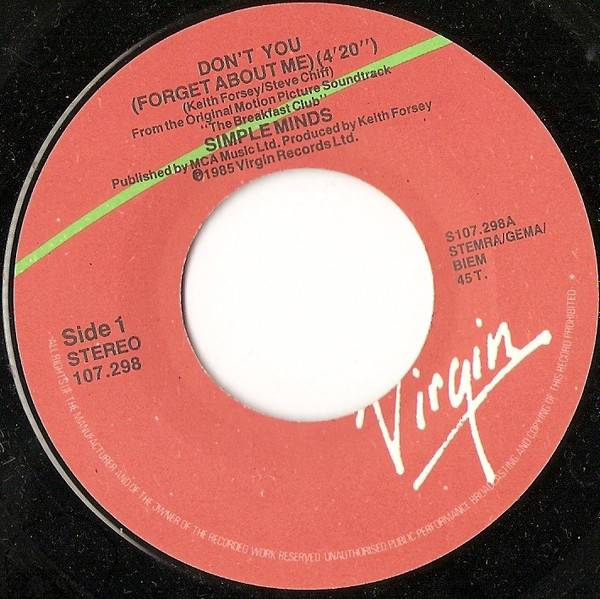 DON'T YOU
(FORGET ABOUT ME) (4'20")
(Keith Forsey/Steve Chiff)
From the Original Motion Picture Soundtrack
"The Breakfast Club"
SIMPLE MINDS
Published by MCA Music Ltd. Produced by Keith Forsey
℗1985 Virgin Records Ltd.
S107.298A
STEMRA/GEMA/
BIEM
45 T.
Side 1
STEREO
107.298
Virgin
ALL RIGHTS THE MANUFACTURER AND OF THE OWNER OF THE RECORDED WORK RESERVED UNAUTHORISED PUBLIC PERFORMANCE BROADCASTING AND COPYING OF THIS RECORD PROHIBITED